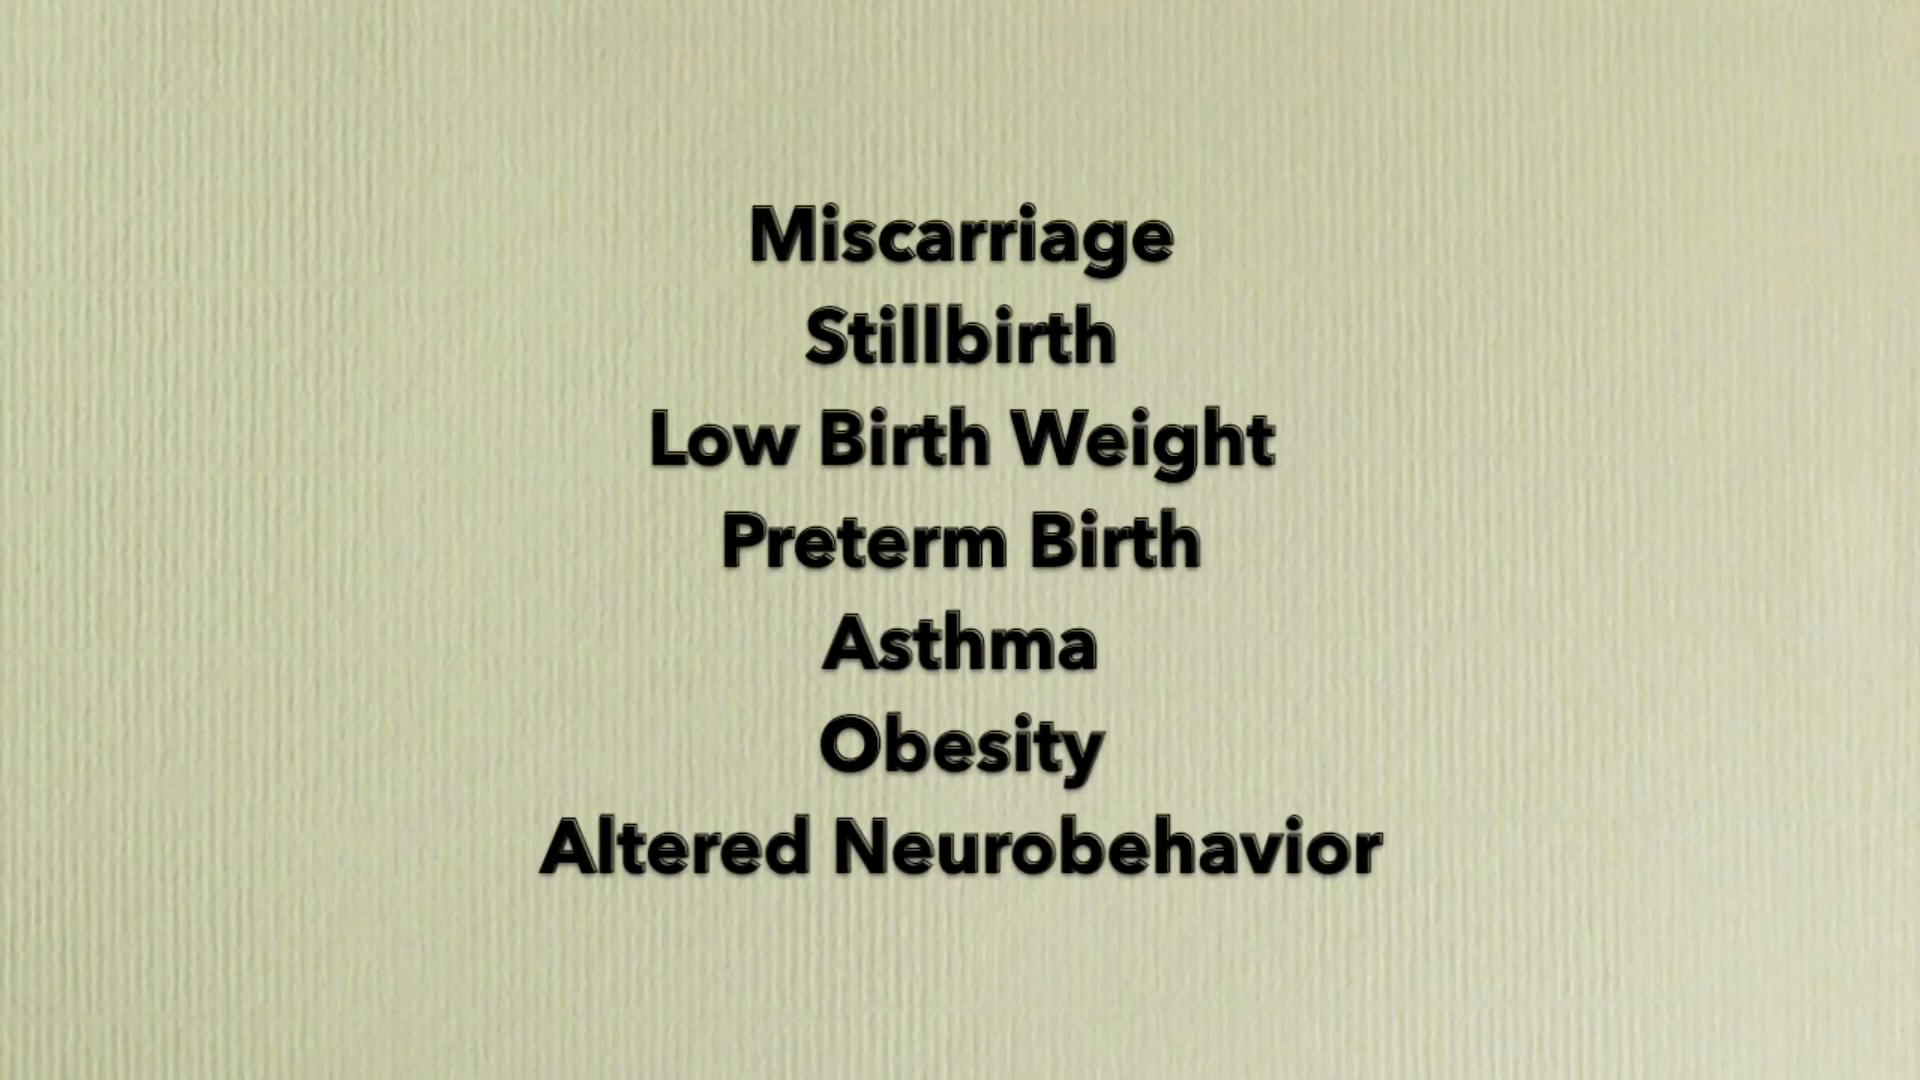 Miscarriage
Stillbirth
Low Birth Weight
Preterm Birth
Asthma
Obesity
Altered Neurobehavior